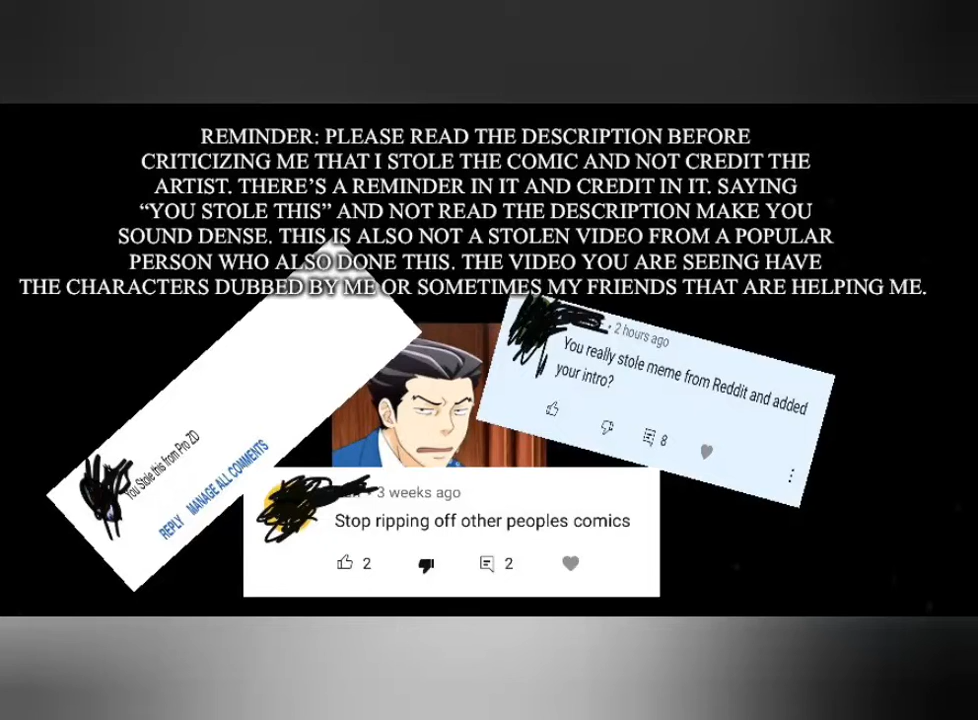 REMINDER: PLEASE READ THE DESCRIPTION BEFORE
CRITICIZING ME THAT I STOLE THE COMIC AND NOT CREDIT THE
ARTIST. THERE'S A REMINDER IN IT AND CREDIT IN IT. SAYING
“YOU STOLE THIS” AND NOT READ THE DESCRIPTION MAKE YOU
SOUND DENSE. THIS IS ALSO NOT A STOLEN VIDEO FROM A POPULAR
PERSON WHO ALSO DONE THIS. THE VIDEO YOU ARE SEEING HAVE
THE CHARACTERS DUBBED BY ME OR SOMETIMES MY FRIENDS THAT ARE HELPING ME.
You Stole this from Pro ZD
REPLY MANAGE ALL COMMENTS
• 2 hours ago
You really stole meme from Reddit and added
your intro?
8
• 3 weeks ago
Stop ripping off other peoples comics
2 2